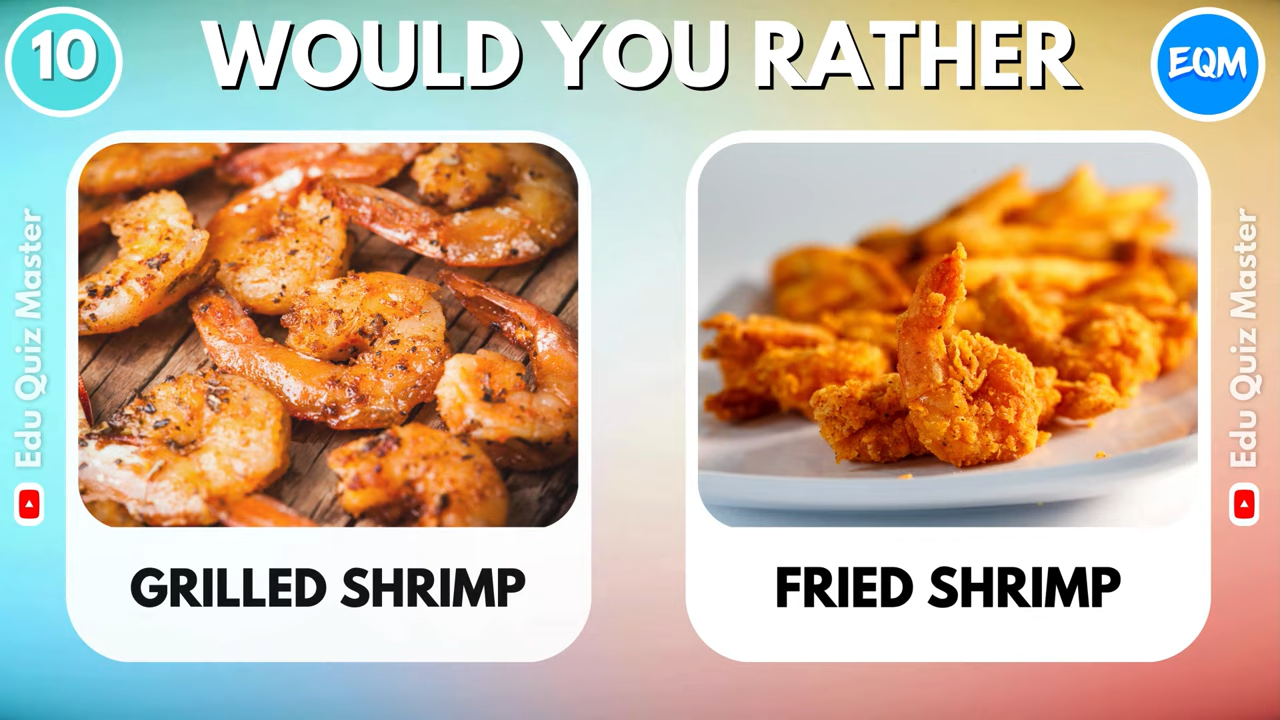 10
WOULD YOU RATHER
EQM
Edu Quiz Master
GRILLED SHRIMP
FRIED SHRIMP
Edu Quiz Master